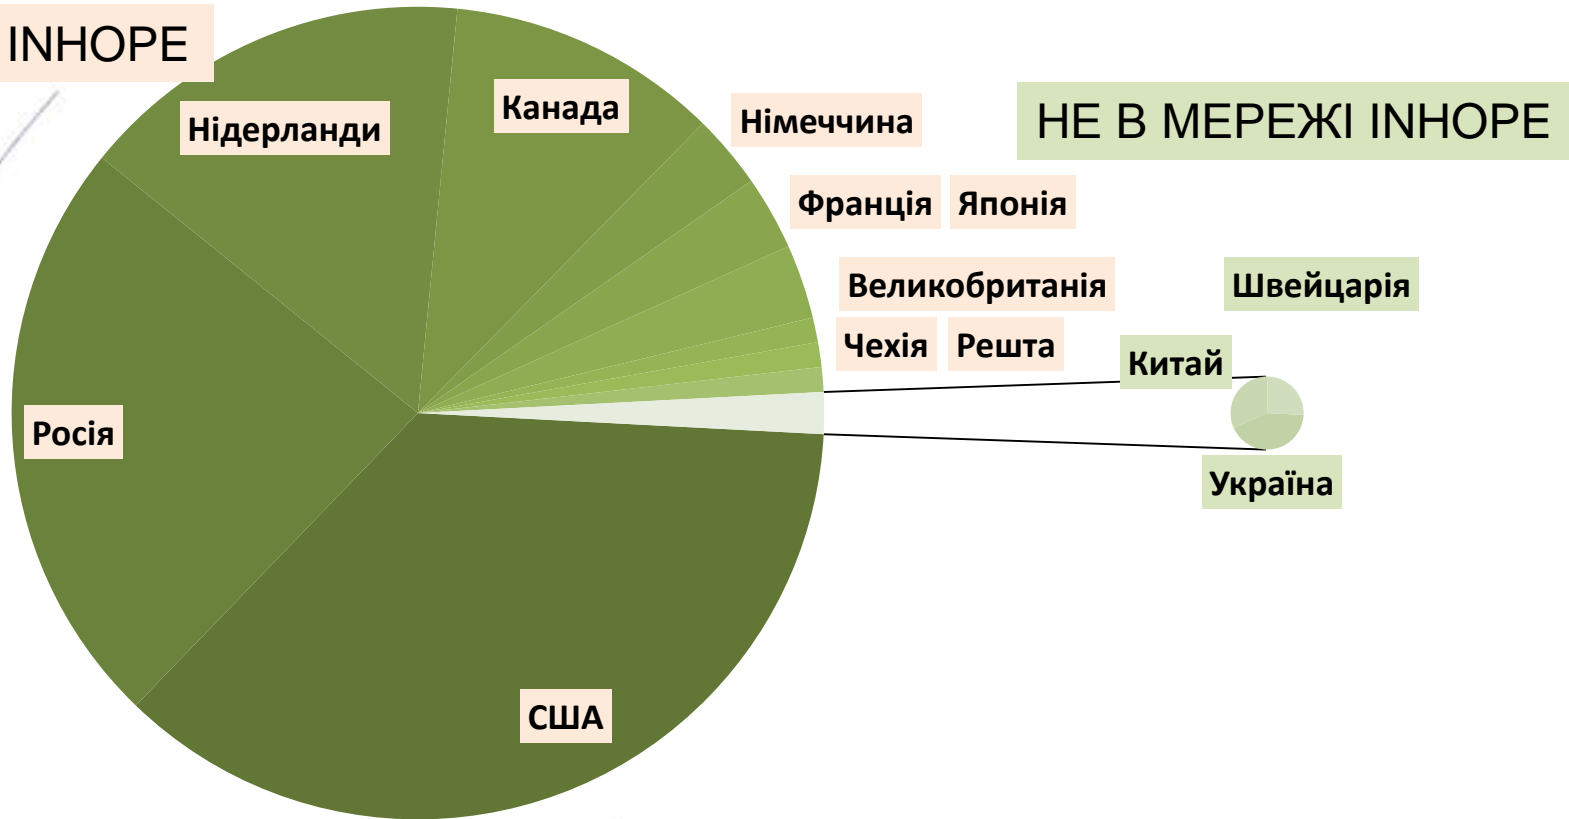 INHOPE
Нідерланди
Канада
Німеччина
НЕ В МЕРЕЖІ INHOPE
Франція Японія
Великобританія
Швейцарія
Чехія Решта
Китай
Росія
Україна
США